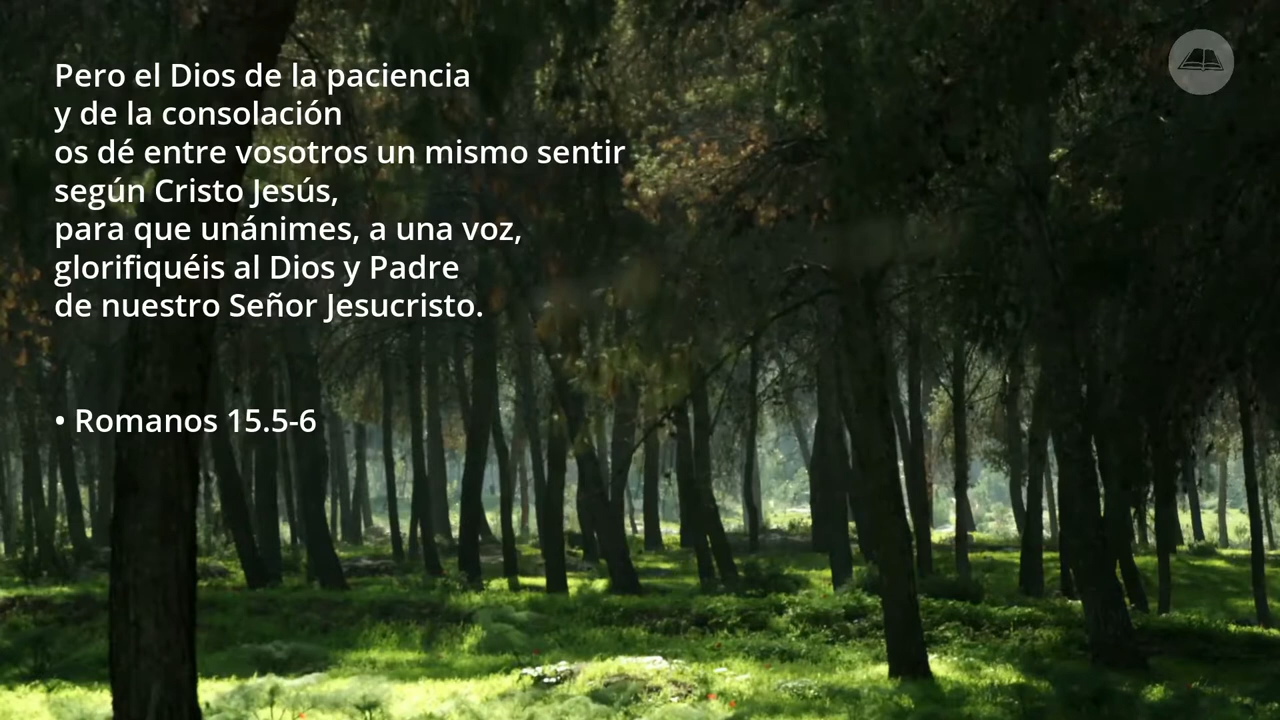 Pero el Dios de la paciencia
y de la consolación
os dé entre vosotros un mismo sentir
según Cristo Jesús,
para que unánimes, a una voz,
glorifiquéis al Dios y Padre
de nuestro Señor Jesucristo.
• Romanos 15.5-6